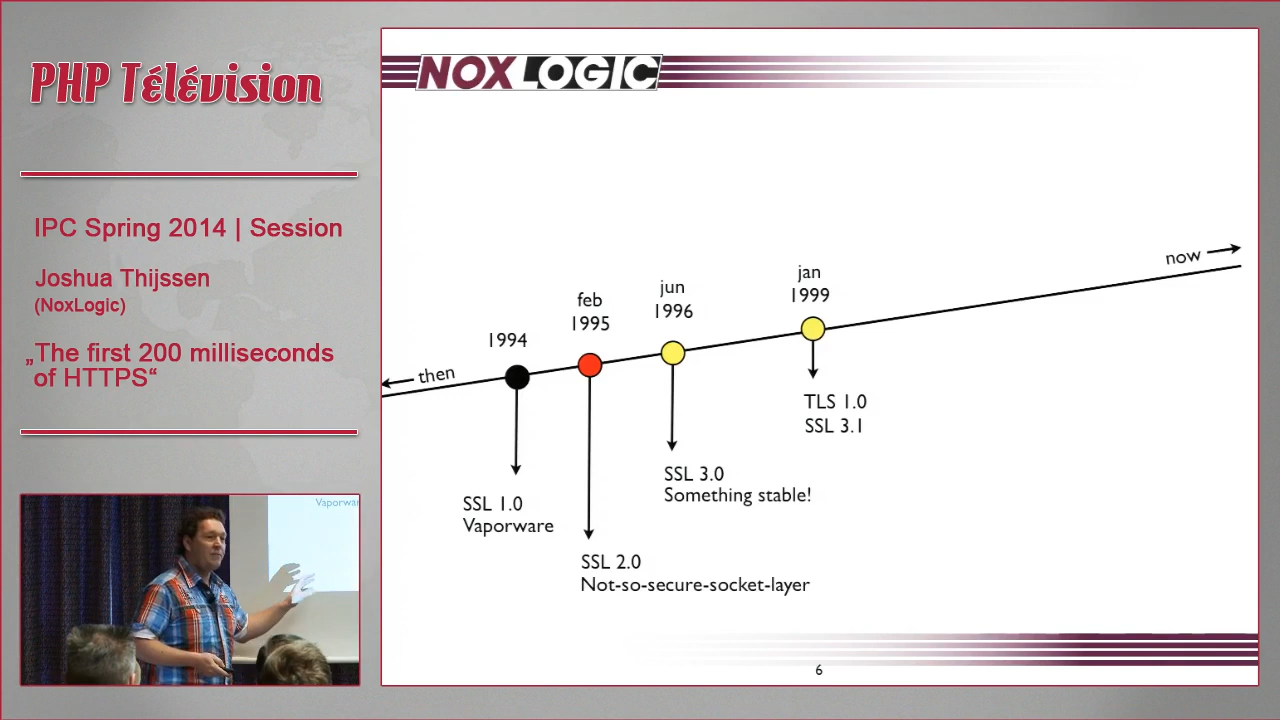 PHP Télévision
IPC Spring 2014 | Session
Joshua Thijssen
(NoxLogic)
„The first 200 milliseconds
of HTTPS“
NOXLOGIC
now
jan
1999
jun
1996
feb
1995
1994
then
TLS 1.0
SSL 3.1
SSL 3.0
Something stable!
SSL 1.0
Vaporware
SSL 2.0
Not-so-secure-socket-layer
6